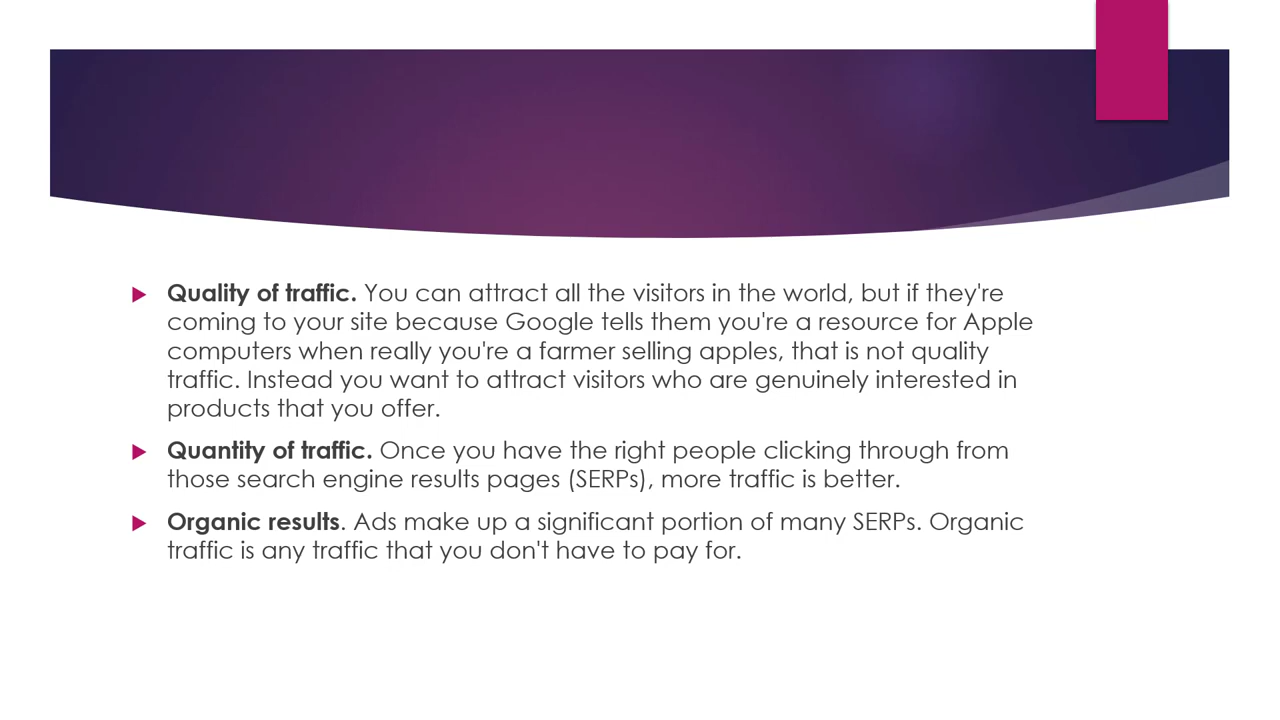 Quality of traffic. You can attract all the visitors in the world, but if they're
coming to your site because Google tells them you're a resource for Apple
computers when really you're a farmer selling apples, that is not quality
traffic. Instead you want to attract visitors who are genuinely interested in
products that you offer.
Quantity of traffic. Once you have the right people clicking through from
those search engine results pages (SERPs), more traffic is better.
Organic results. Ads make up a significant portion of many SERPs. Organic
traffic is any traffic that you don't have to pay for.